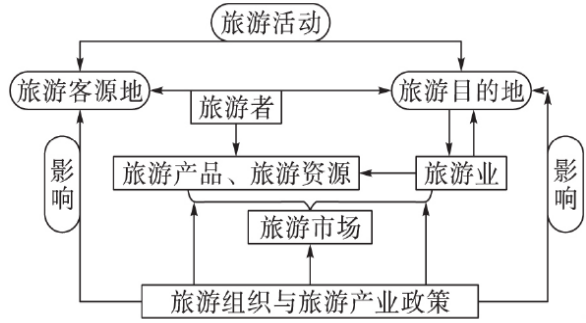 旅游活动
旅游客源地
旅游目的地
旅游者
影响
旅游产品、旅游资源
旅游业
影响
旅游市场
旅游组织与旅游产业政策